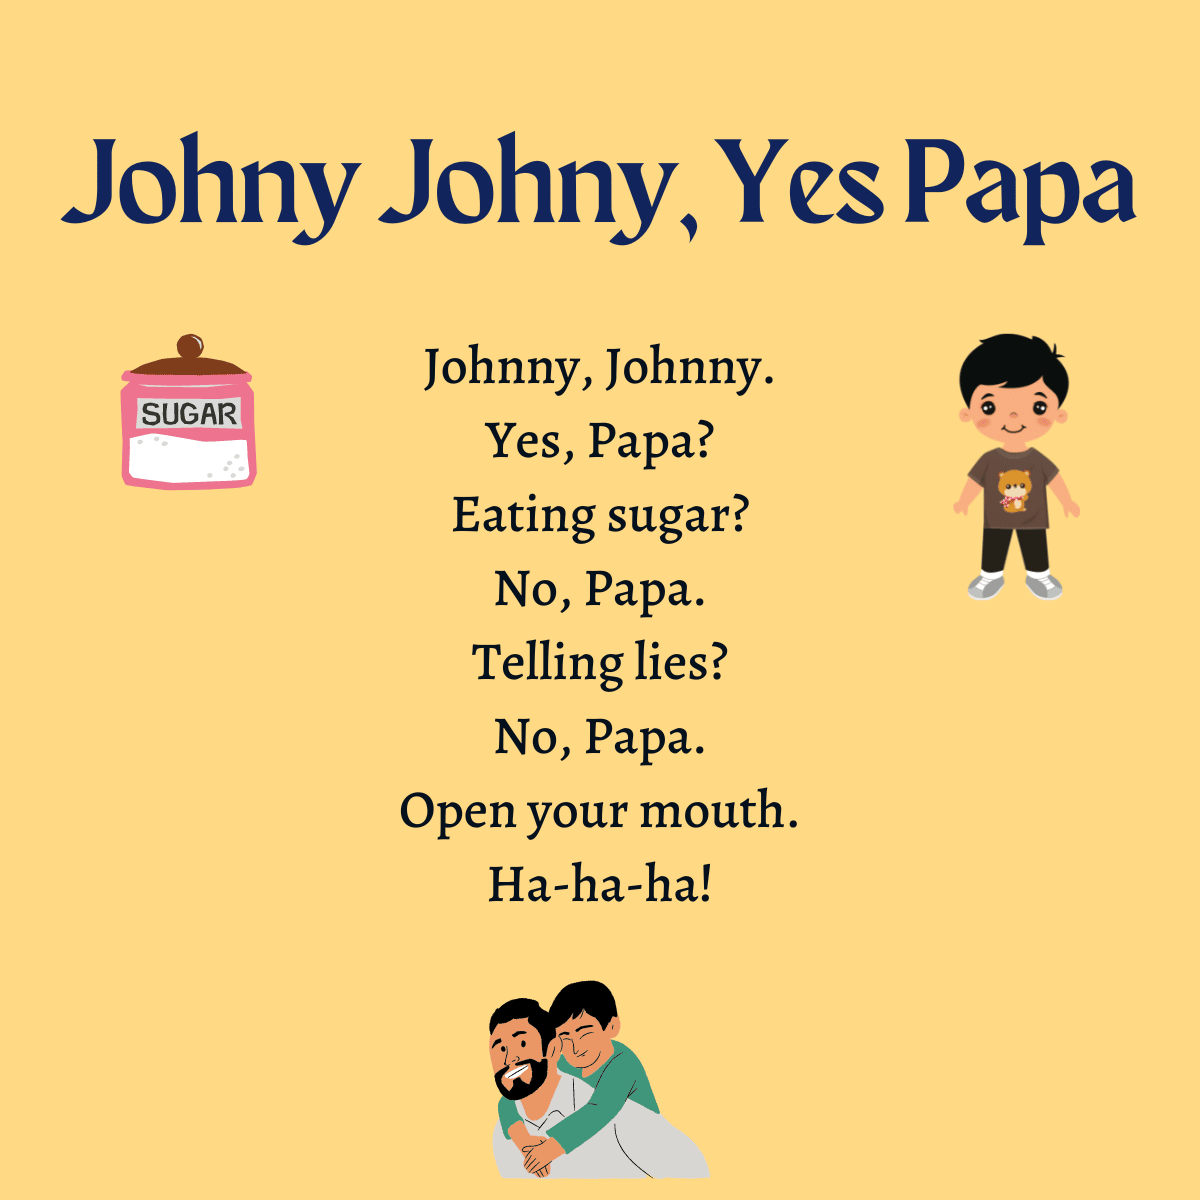 Johny Johny, Yes Papa
SUGAR
Johnny, Johnny.
Yes, Papa?
Eating sugar?
No, Papa.
Telling lies?
No, Papa.
Open your mouth.
Ha-ha-ha!